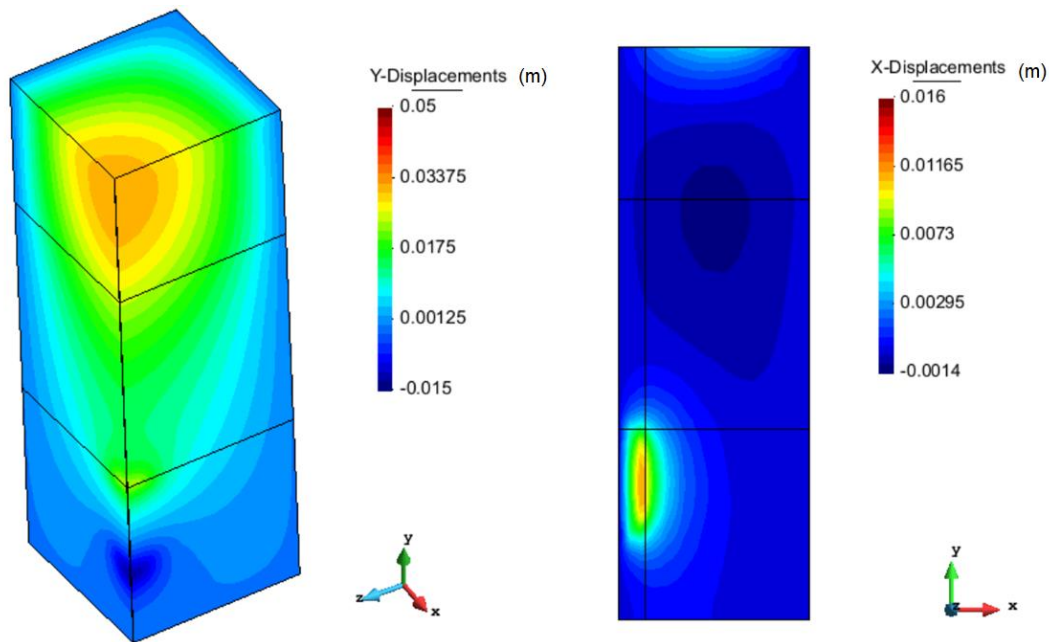 Y-Displacements (m)
0.05
0.03375
0.0175
0.00125
-0.015
y
z
x
X-Displacements (m)
0.016
0.01165
0.0073
0.00295
-0.0014
y
z
x